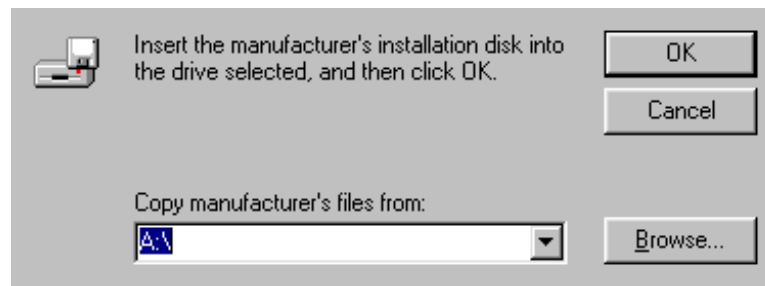 Insert the manufacturer's installation disk into
the drive selected, and then click OK.
OK
Cancel
Copy manufacturer's files from:
A:\
Browse...